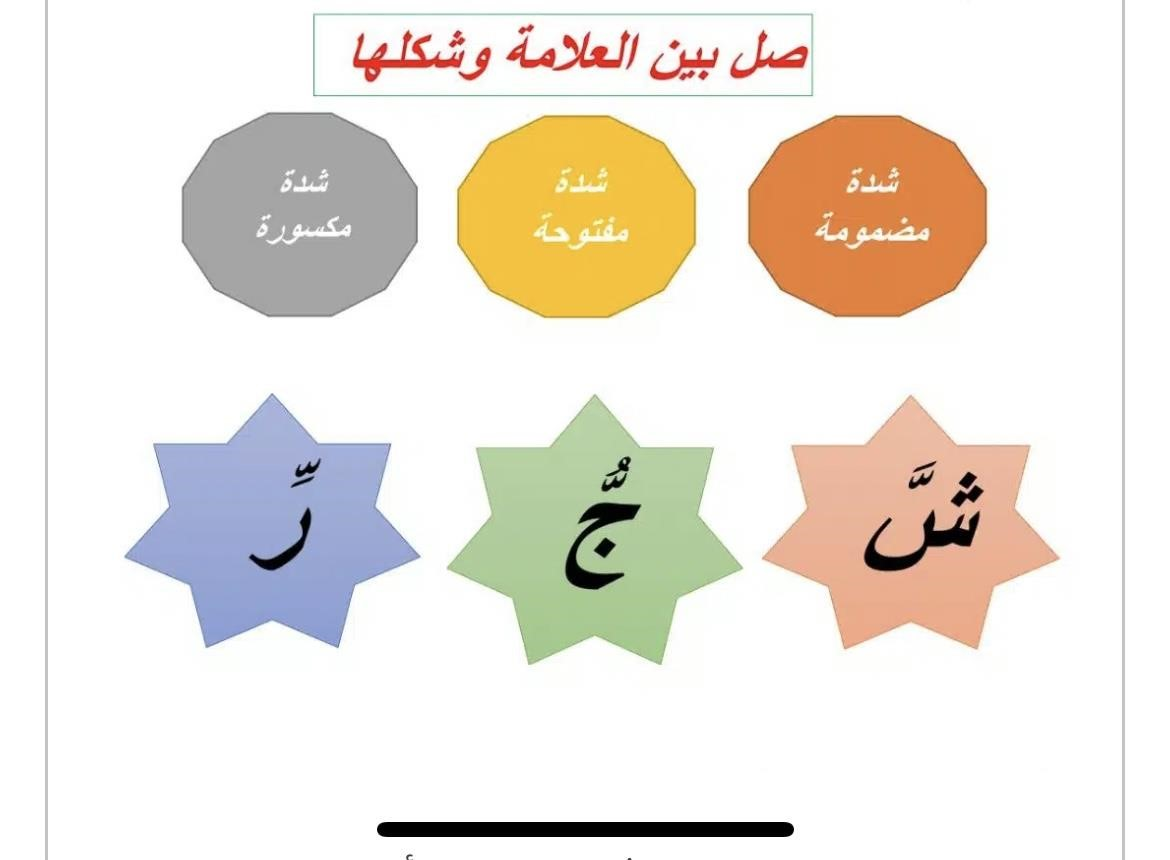 صل بين العلامة وشكلها
شدة
مضمومة
شدة
مفتوحة
شدة
مكسورة
شَّ
جُّ
رِّ